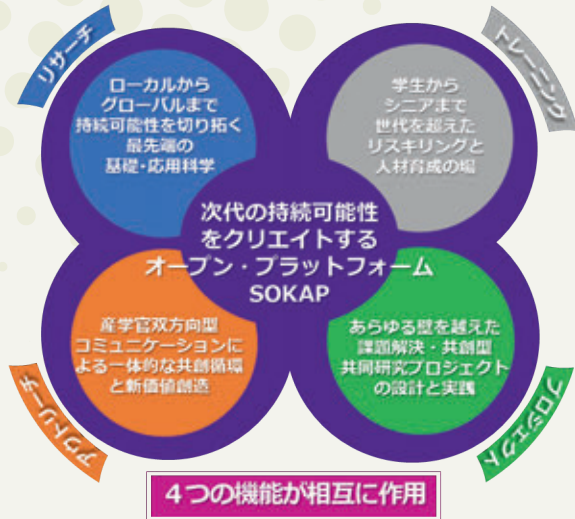 リサーチ
ローカルから
グローバルまで
持続可能性を切り拓く
最先端の
基礎・応用科学
トレーニング
学生から
シニアまで
世代を超えた
リスキリングと
人材育成の場
次代の持続可能性
をクリエイトする
オープン・プラットフォーム
SOKAP
アウトリーチ
産学官双方向型
コミュニケーションに
よる一体的な共創循環
と新価値創造
プロジェクト
あらゆる壁を越えた
課題解決・共創型
共同研究プロジェクト
の設計と実践
4つの機能が相互に作用